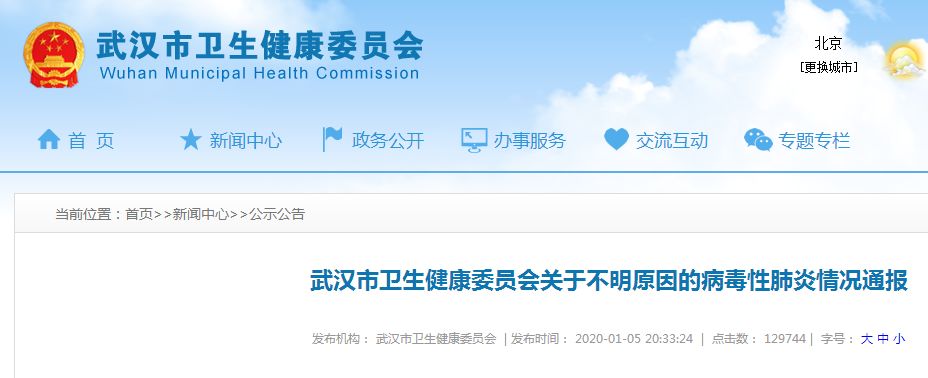 武汉市卫生健康委员会
Wuhan Municipal Health Commission
北京
[更换城市]
首 页 新闻中心 政务公开 办事服务 交流互动 专题专栏
当前位置：首页>>新闻中心>>公示公告
武汉市卫生健康委员会关于不明原因的病毒性肺炎情况通报
发布机构： 武汉市卫生健康委员会 | 发布时间： 2020-01-05 20:33:24 | 点击数： 129744 | 字号： 大 中 小